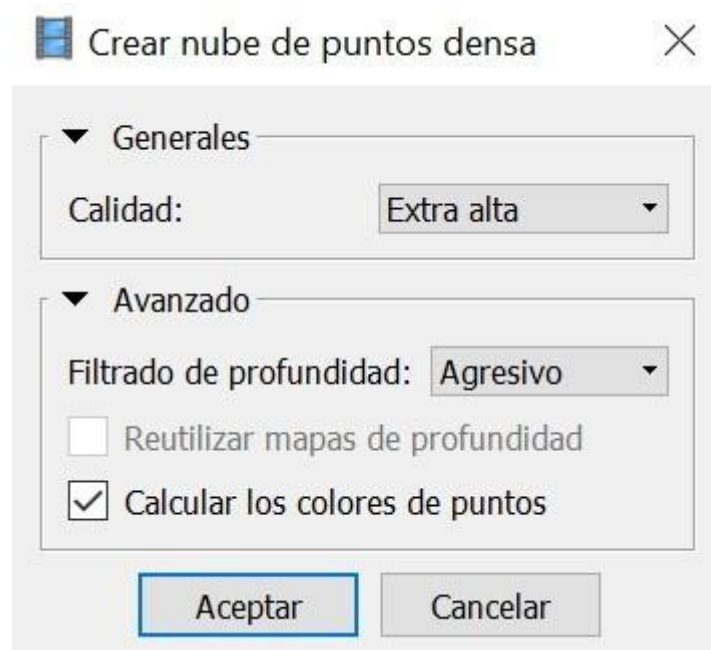 Crear nube de puntos densa
Generales
Calidad: Extra alta
Avanzado
Filtrado de profundidad: Agresivo
Reutilizar mapas de profundidad
Calcular los colores de puntos
Aceptar Cancelar